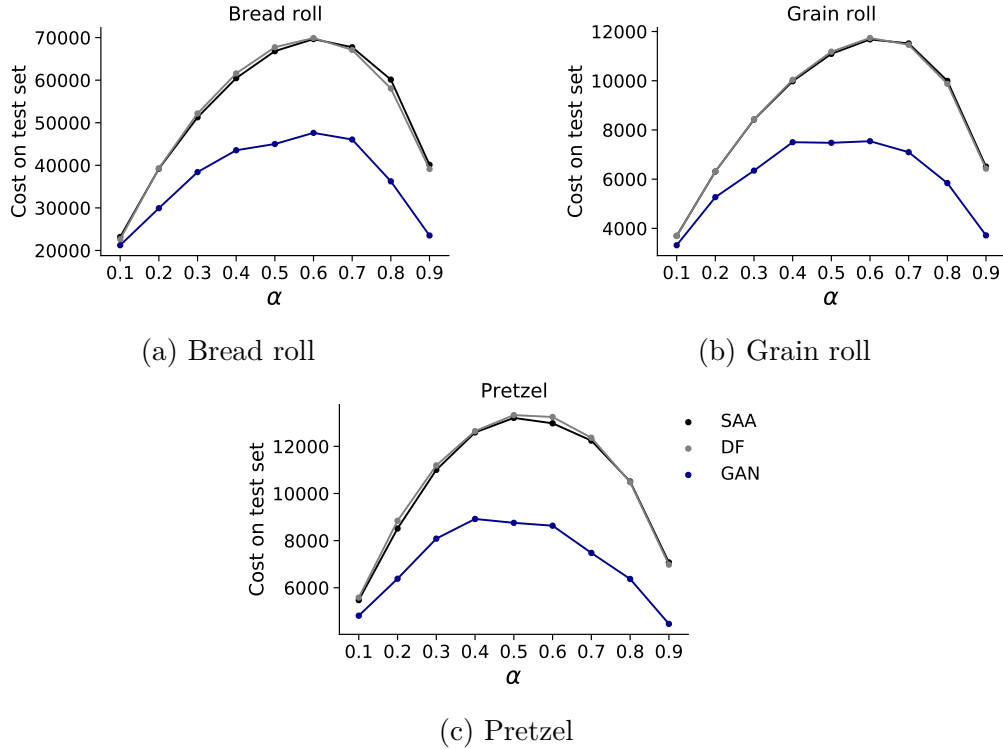 Bread roll
70000
60000
50000
40000
30000
20000
Cost on test set
0.1 0.2 0.3 0.4 0.5 0.6 0.7 0.8 0.9
α
(a) Bread roll
Grain roll
12000
10000
8000
6000
4000
Cost on test set
0.1 0.2 0.3 0.4 0.5 0.6 0.7 0.8 0.9
α
(b) Grain roll
Pretzel
12000
10000
8000
6000
Cost on test set
0.1 0.2 0.3 0.4 0.5 0.6 0.7 0.8 0.9
α
SAA
DF
GAN
(c) Pretzel